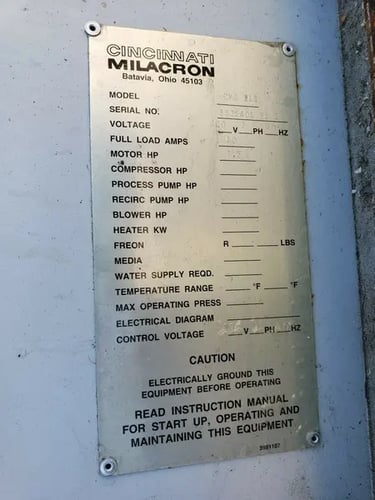 CINCINNATI
MILACRON
Batavia, Ohio 45103
MODEL
SERIAL NO.
VOLTAGE V PH HZ
FULL LOAD AMPS
MOTOR HP
COMPRESSOR HP
PROCESS PUMP HP
RECIRC PUMP HP
BLOWER HP
HEATER KW
FREON R LBS
MEDIA
WATER SUPPLY REQD.
TEMPERATURE RANGE °F °F
MAX OPERATING PRESS
ELECTRICAL DIAGRAM
CONTROL VOLTAGE V PH HZ
CAUTION
ELECTRICALLY GROUND THIS
EQUIPMENT BEFORE OPERATING
READ INSTRUCTION MANUAL
FOR START UP, OPERATING AND
MAINTAINING THIS EQUIPMENT